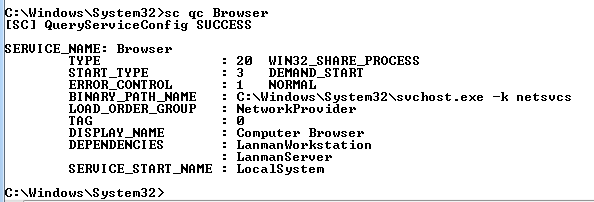 C:\Windows\System32>sc qc Browser
[SC] QueryServiceConfig SUCCESS
SERVICE_NAME: Browser
TYPE : 20 WIN32_SHARE_PROCESS
START_TYPE : 3 DEMAND_START
ERROR_CONTROL : 1 NORMAL
BINARY_PATH_NAME : C:\Windows\System32\svchost.exe -k netsvcs
LOAD_ORDER_GROUP : NetworkProvider
TAG : 0
DISPLAY_NAME : Computer Browser
DEPENDENCIES : LanmanWorkstation
: LanmanServer
SERVICE_START_NAME : LocalSystem
C:\Windows\System32>